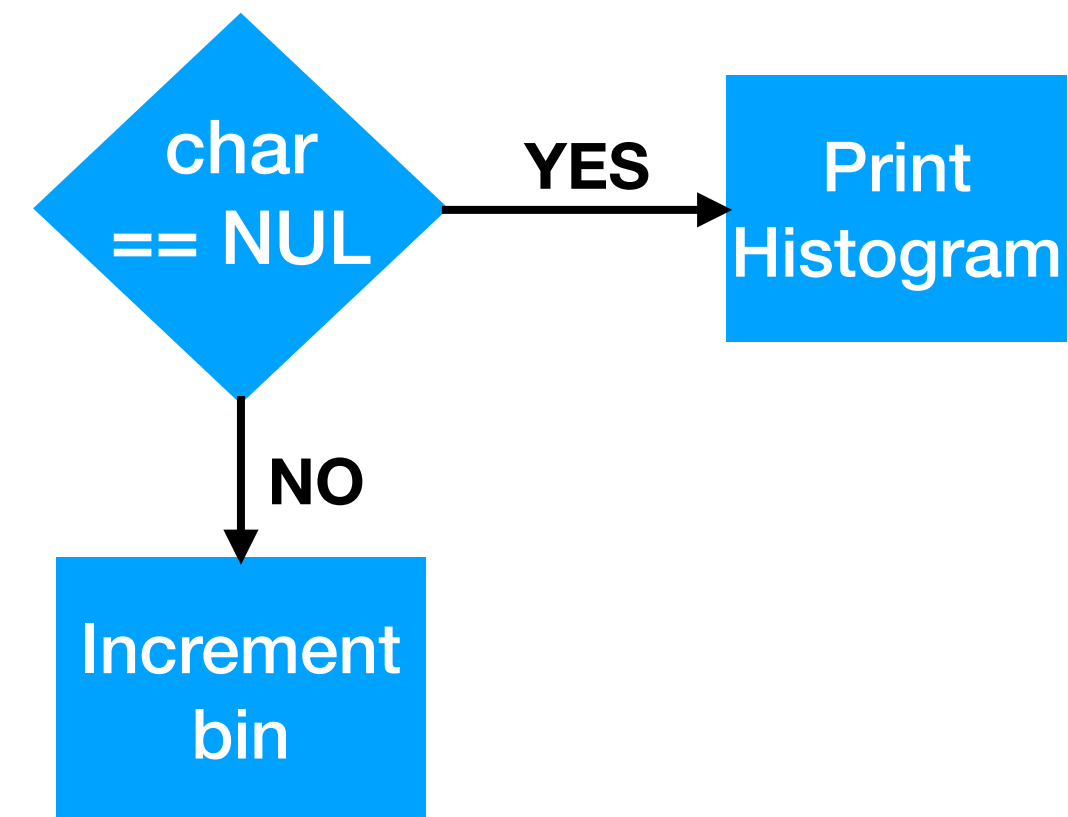 char
== NUL
YES
Print
Histogram
NO
Increment
bin